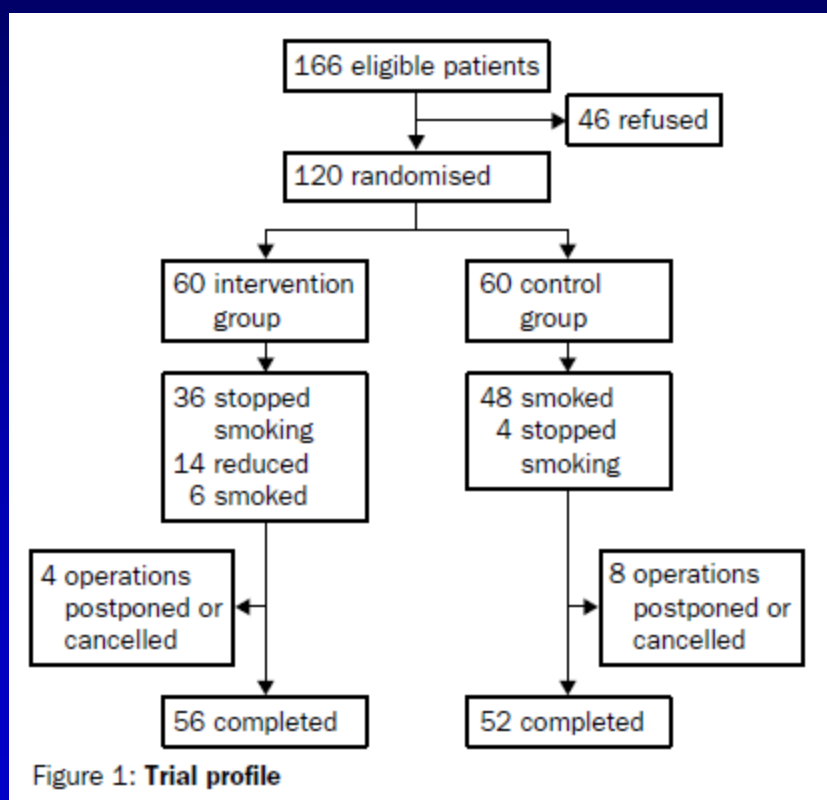 166 eligible patients
46 refused
120 randomised
60 intervention
group
60 control
group
36 stopped
smoking
14 reduced
6 smoked
48 smoked
4 stopped
smoking
4 operations
postponed or
cancelled
8 operations
postponed or
cancelled
56 completed
52 completed
Figure 1: Trial profile